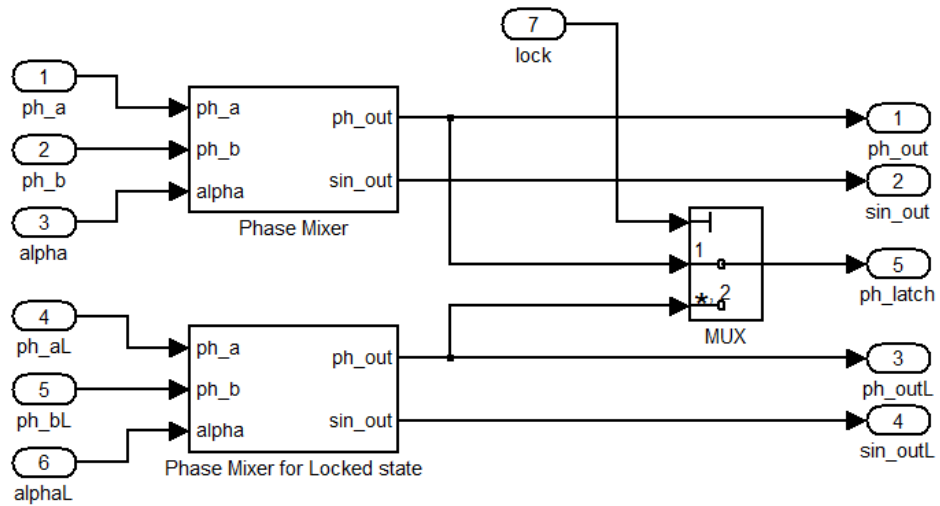 7
lock
1
ph_a
2
ph_b
3
alpha
ph_a
ph_b
alpha
ph_out
sin_out
Phase Mixer
1
ph_out
2
sin_out
1
*, 2
MUX
5
ph_latch
4
ph_aL
5
ph_bL
6
alphaL
ph_a
ph_b
alpha
ph_out
sin_out
Phase Mixer for Locked state
3
ph_outL
4
sin_outL